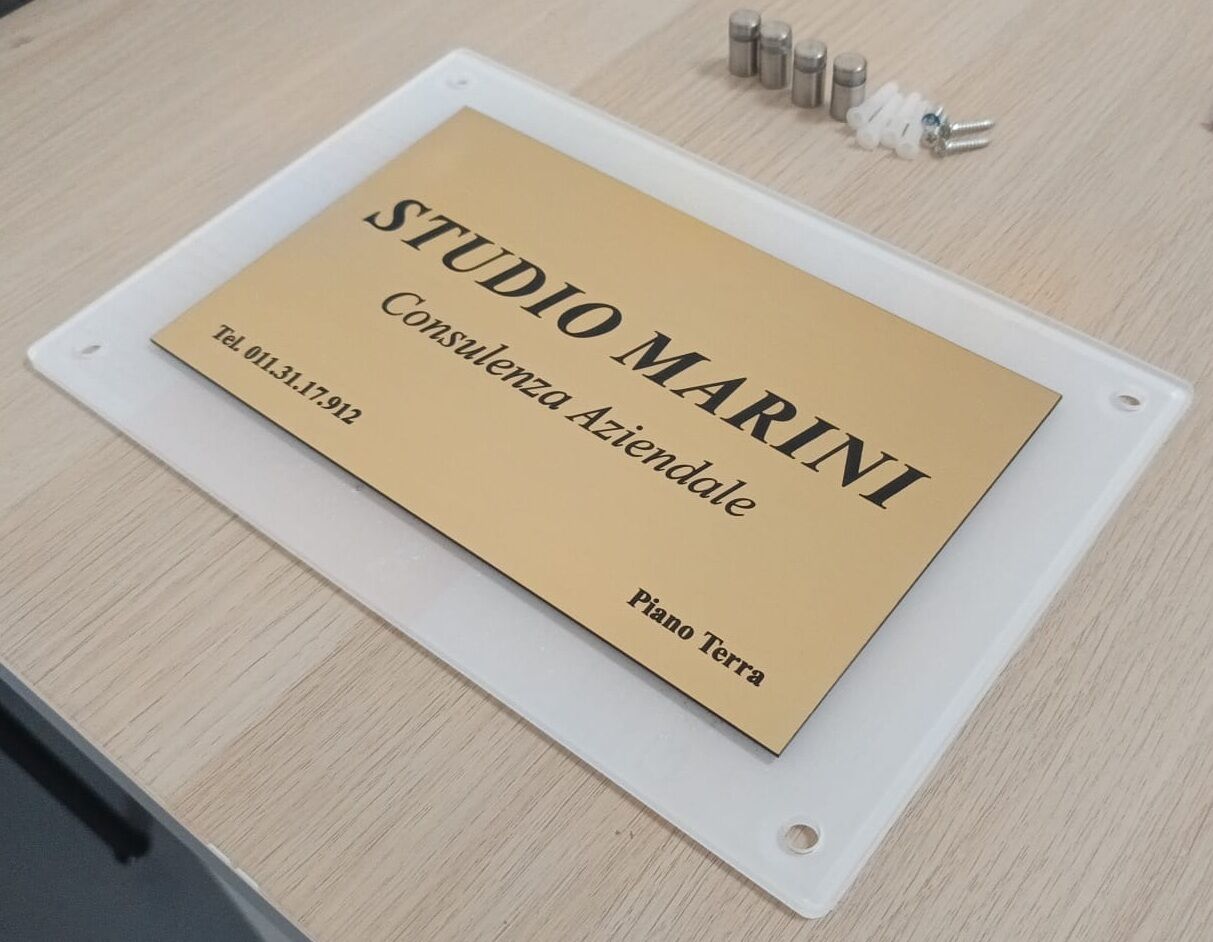 STUDIO MARINI
Consulenza Aziendale
Tel. 011.31.17.912
Piano Terra